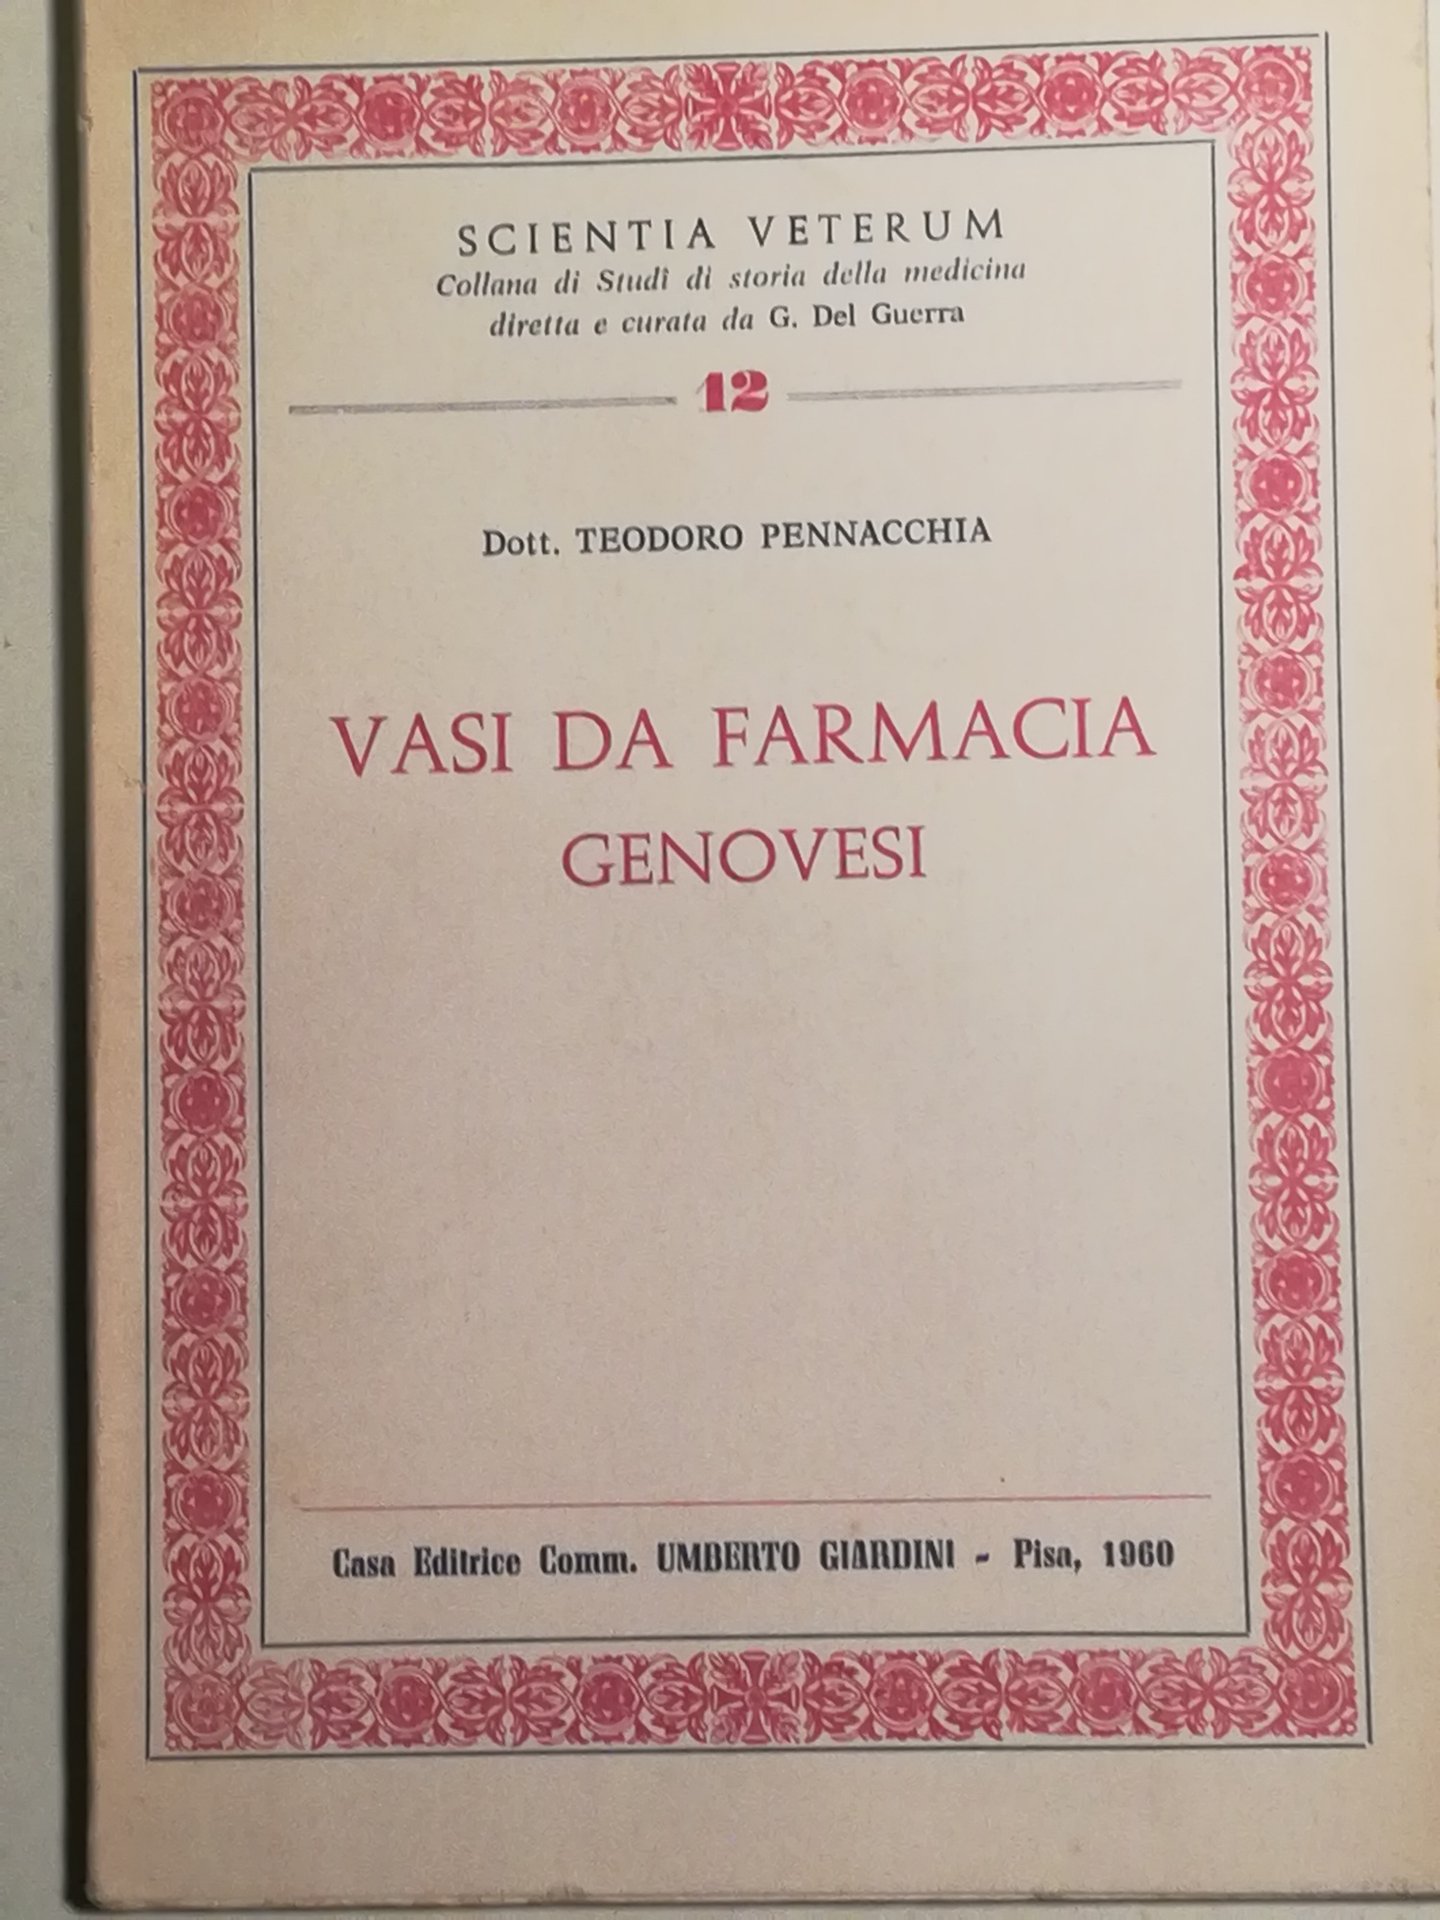 SCIENTIA VETERUM
Collana di Studî di storia della medicina
diretta e curata da G. Del Guerra
12
Dott. TEODORO PENNACCHIA
VASI DA FARMACIA
GENOVESI
Casa Editrice Comm. UMBERTO GIARDINI - Pisa, 1960